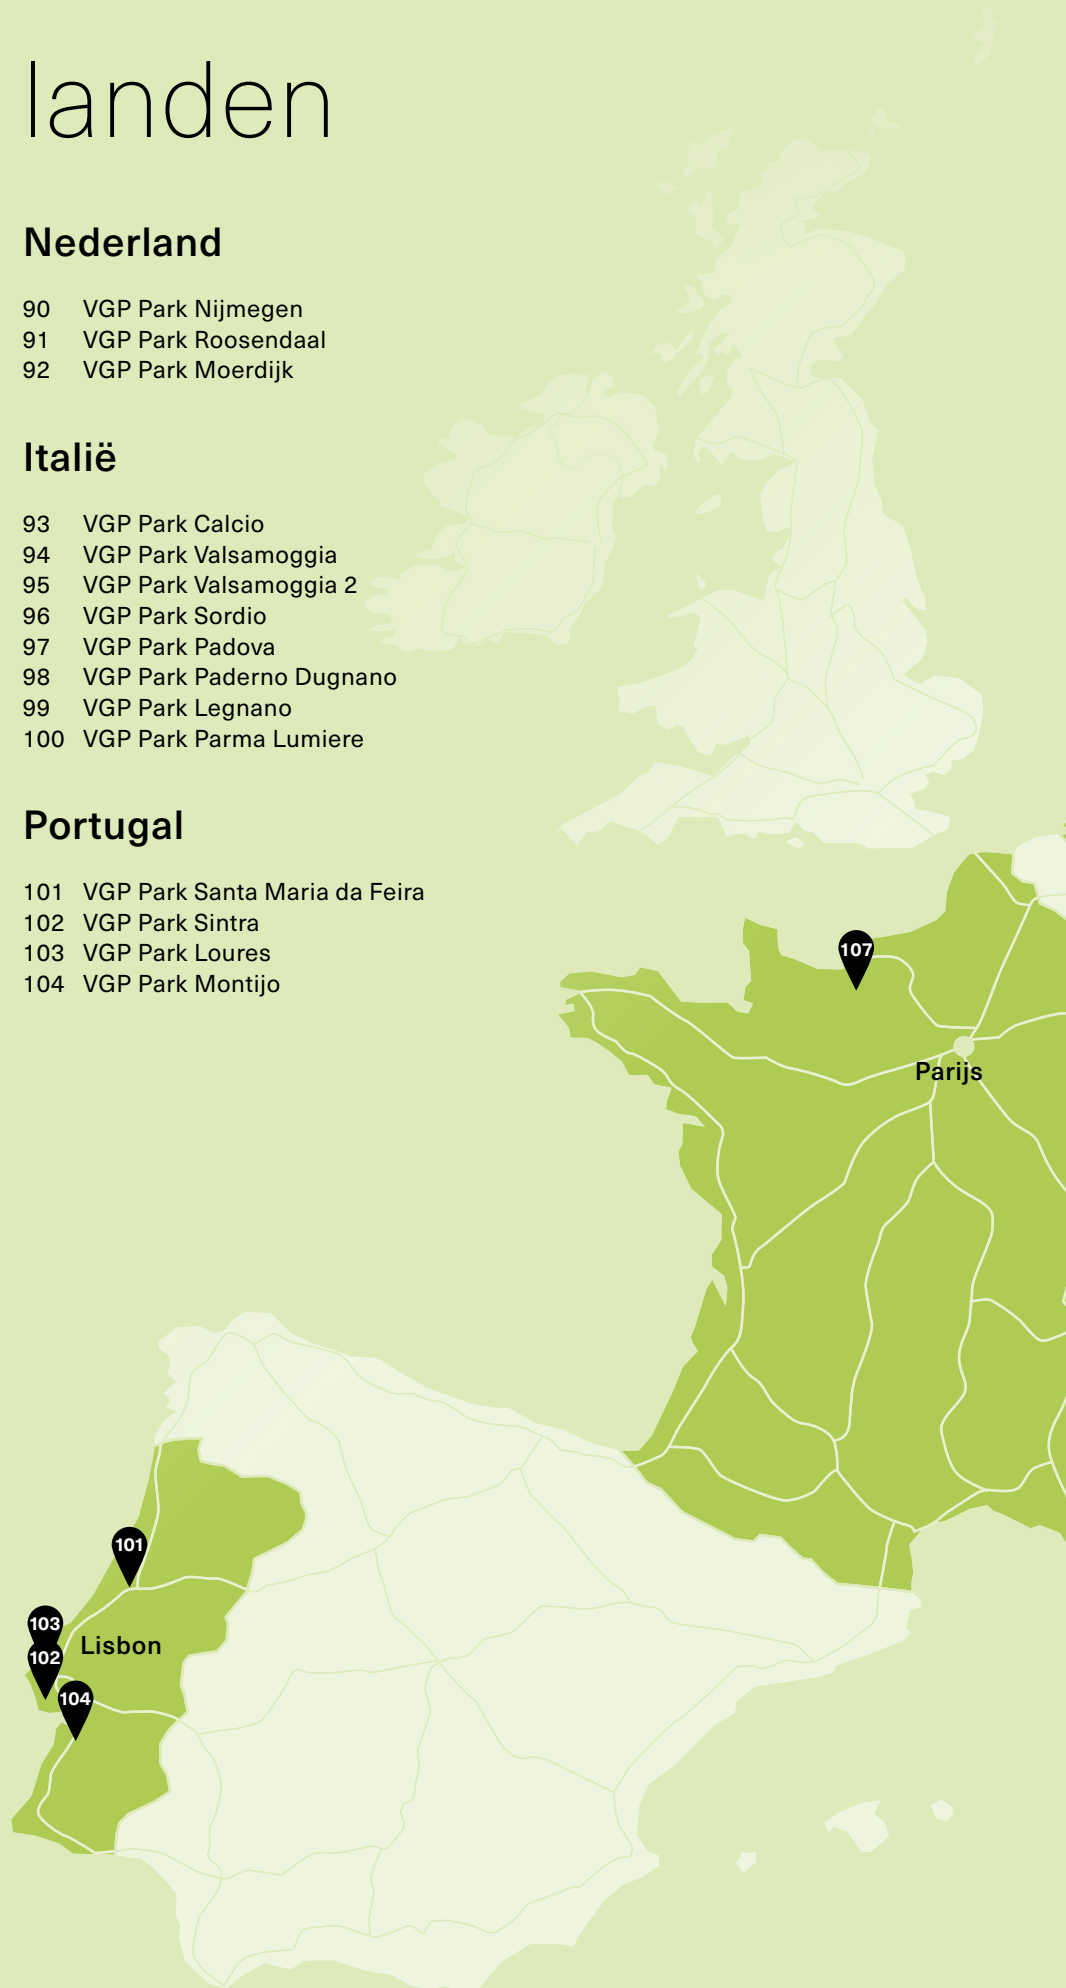 landen
Nederland
90 VGP Park Nijmegen
91 VGP Park Roosendaal
92 VGP Park Moerdijk
Italië
93 VGP Park Calcio
94 VGP Park Valsamoggia
95 VGP Park Valsamoggia 2
96 VGP Park Sordio
97 VGP Park Padova
98 VGP Park Paderno Dugnano
99 VGP Park Legnano
100 VGP Park Parma Lumiere
Portugal
101 VGP Park Santa Maria da Feira
102 VGP Park Sintra
103 VGP Park Loures
104 VGP Park Montijo
107
Parijs
101
103
Lisbon
102
104